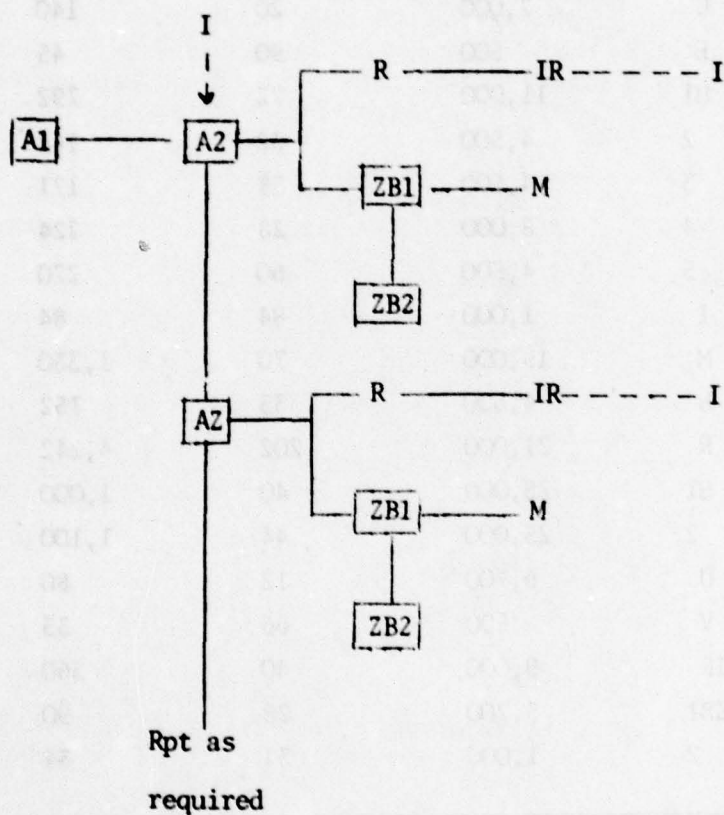 I
R IR I
A1 A2
ZB1 M
ZB2
R IR I
AZ
ZB1 M
ZB2
Rpt as
required